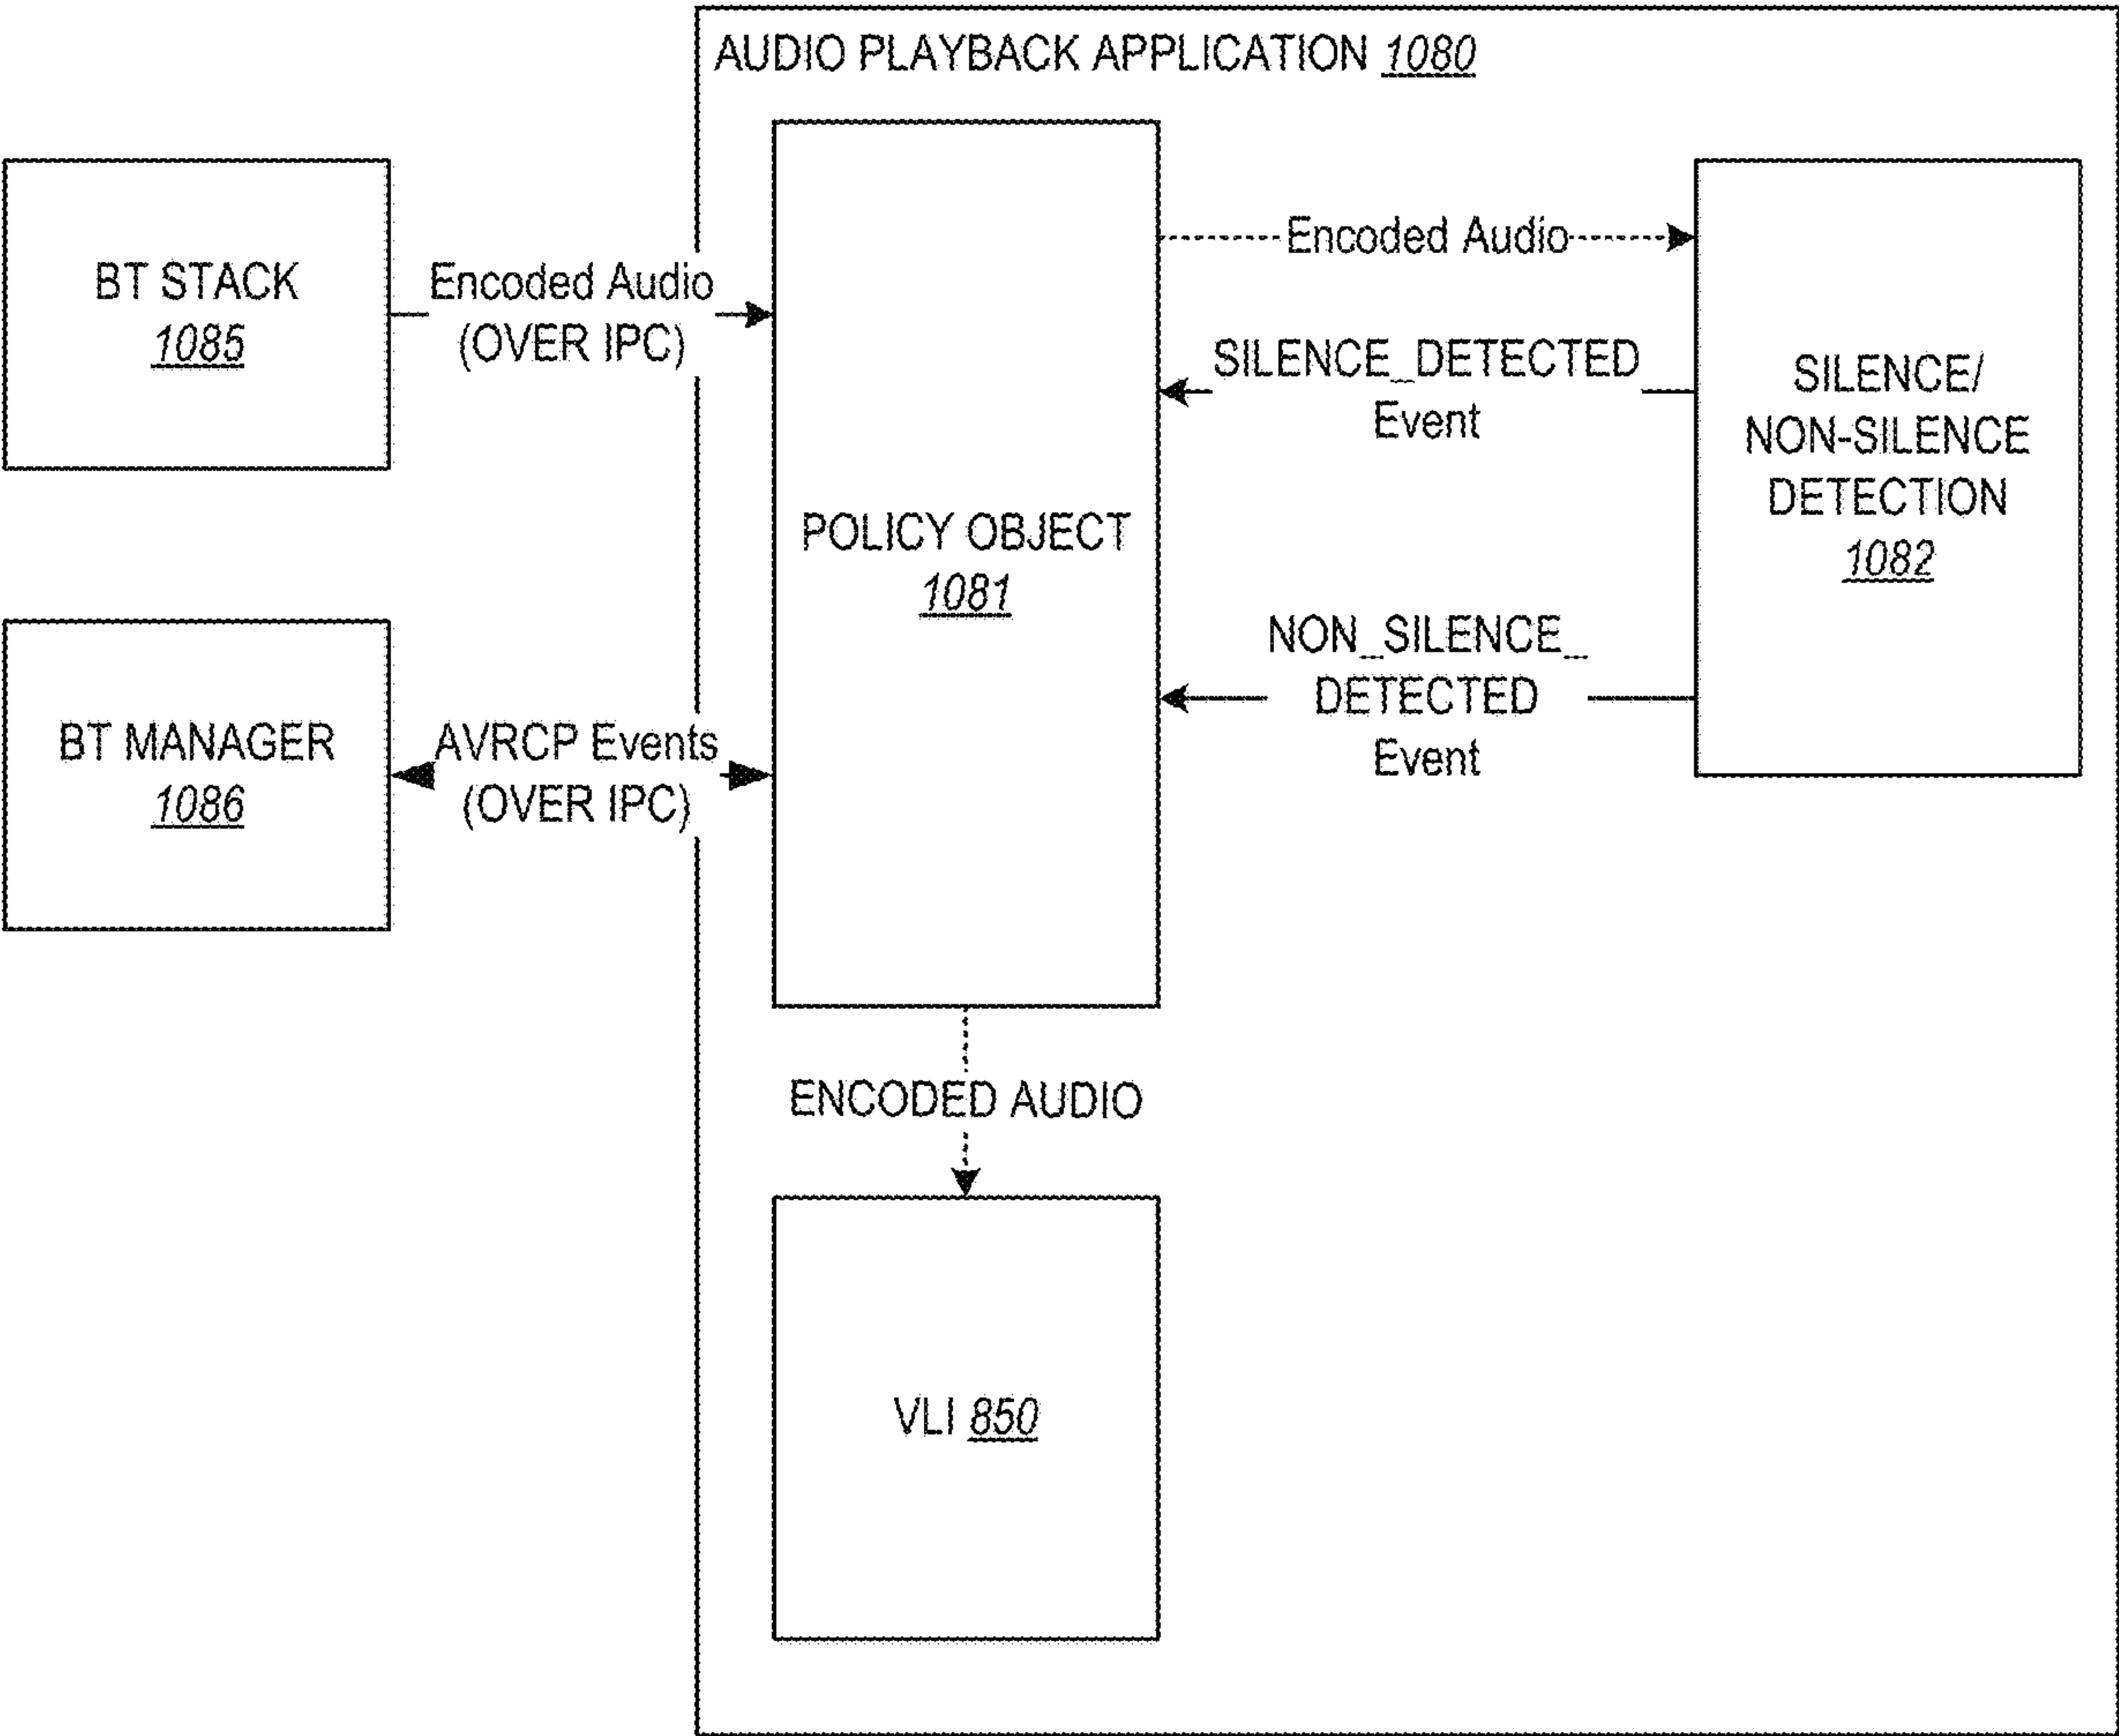 AUDIO PLAYBACK APPLICATION 1080
BT STACK
1085
Encoded Audio
(OVER IPC)
BT MANAGER
1086
AVRCP Events
(OVER IPC)
POLICY OBJECT
1081
Encoded Audio
SILENCE_DETECTED
Event
NON_SILENCE_
DETECTED
Event
SILENCE/
NON-SILENCE
DETECTION
1082
ENCODED AUDIO
VLI 850